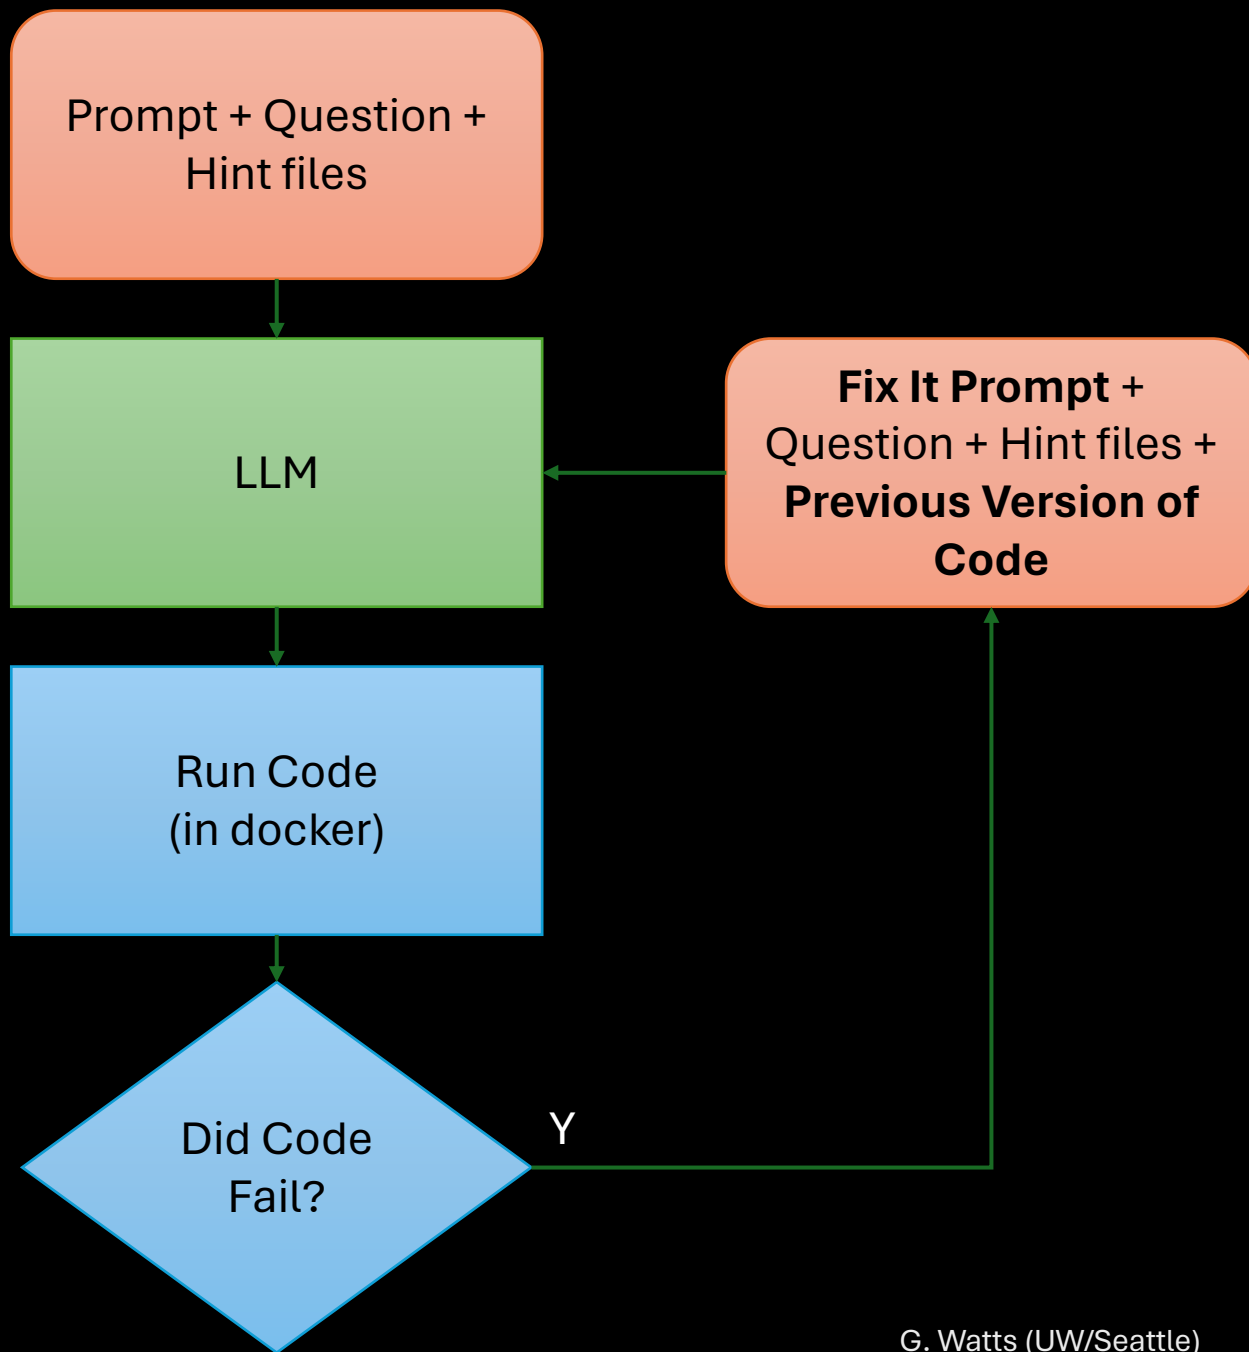 Prompt + Question +
Hint files
LLM
Fix It Prompt +
Question + Hint files +
Previous Version of
Code
Run Code
(in docker)
Did Code
Fail?
Y
G. Watts (UW/Seattle)